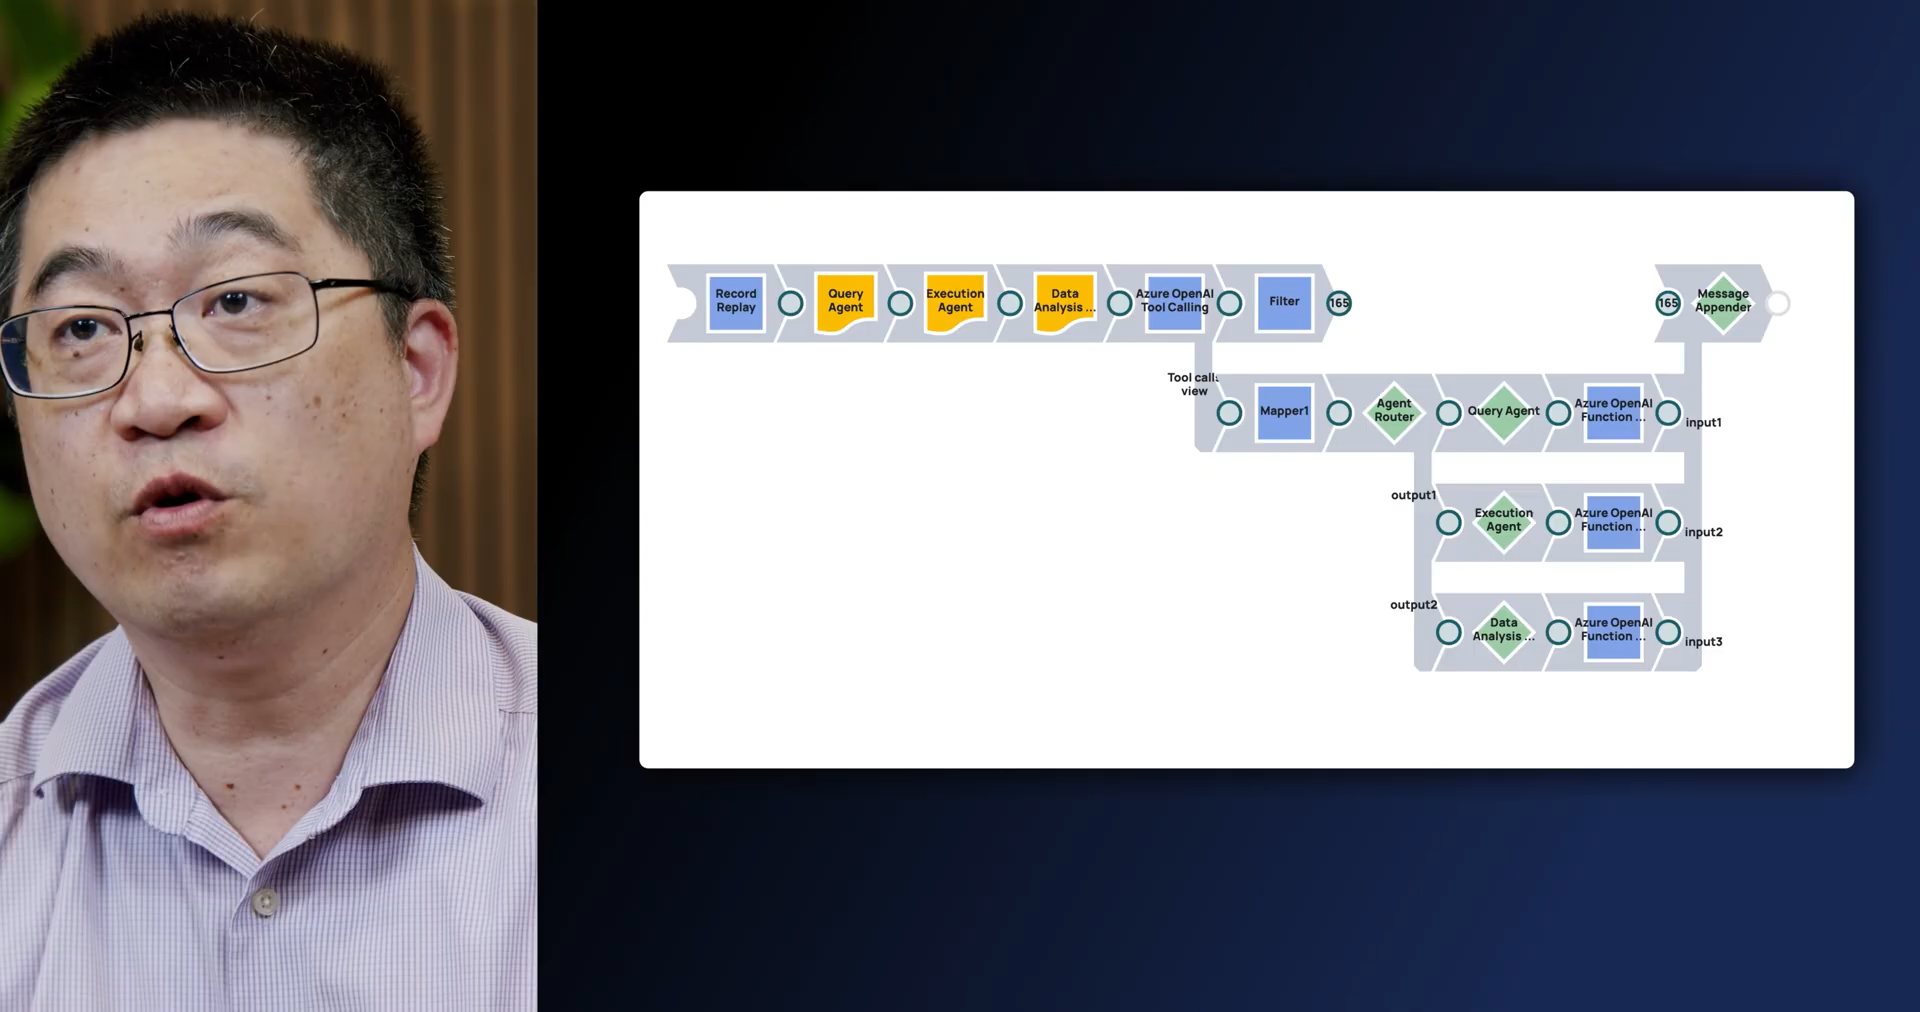 Record
Replay
Query
Agent
Execution
Agent
Data
Analysis ...
Azure OpenAI
Tool Calling
Filter
165
165
Message
Appender
Tool calls
view
Mapper1
Agent
Router
Query Agent
Azure OpenAI
Function ...
input1
output1
Execution
Agent
Azure OpenAI
Function ...
input2
output2
Data
Analysis ...
Azure OpenAI
Function ...
input3